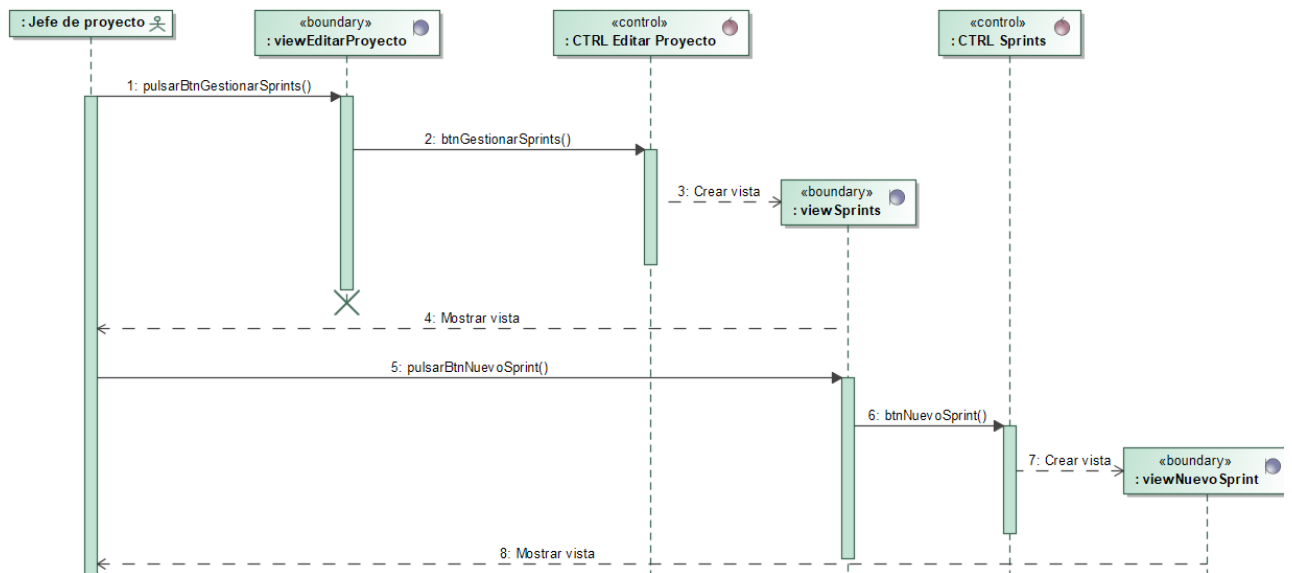 : Jefe de proyecto
«boundary»
: viewEditarProyecto
«control»
: CTRL Editar Proyecto
«control»
: CTRL Sprints
1: pulsarBtnGestionarSprints()
2: btnGestionarSprints()
3: Crear vista
«boundary»
: viewSprints
4: Mostrar vista
5: pulsarBtnNuevoSprint()
6: btnNuevoSprint()
7: Crear vista
«boundary»
: viewNuevoSprint
8: Mostrar vista